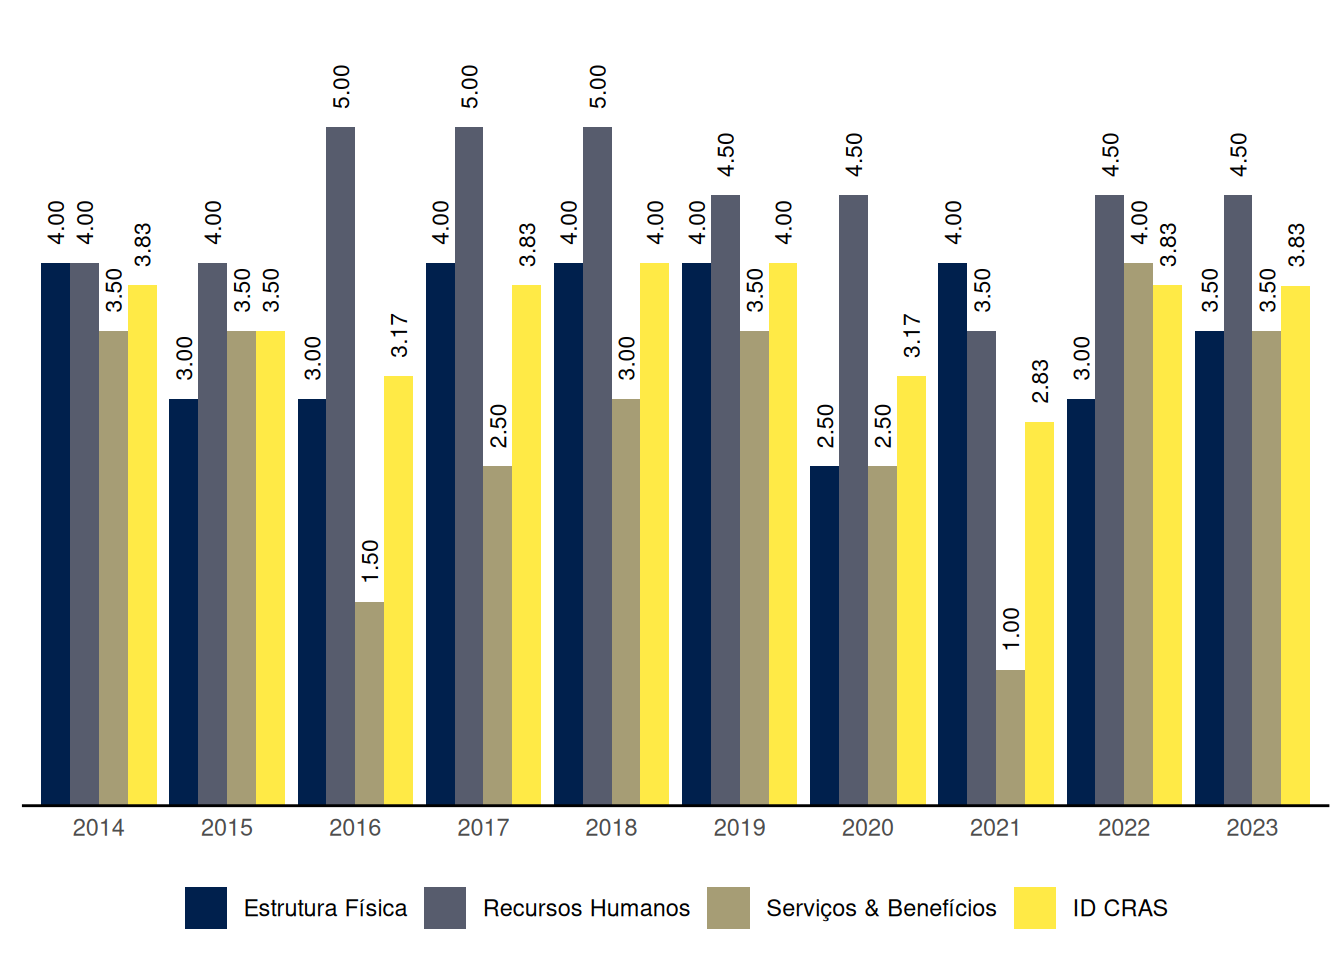 4.00 4.00 3.50 3.83
3.00 4.00 3.50 3.50
3.00 5.00 1.50 3.17
4.00 5.00 2.50 3.83
4.00 5.00 3.00 4.00
4.00 4.50 3.50 4.00
2.50 4.50 2.50 3.17
4.00 3.50 1.00 2.83
3.00 4.50 4.00 3.83
3.50 4.50 3.50 3.83
2014 2015 2016 2017 2018 2019 2020 2021 2022 2023
Estrutura Física Recursos Humanos Serviços & Benefícios ID CRAS